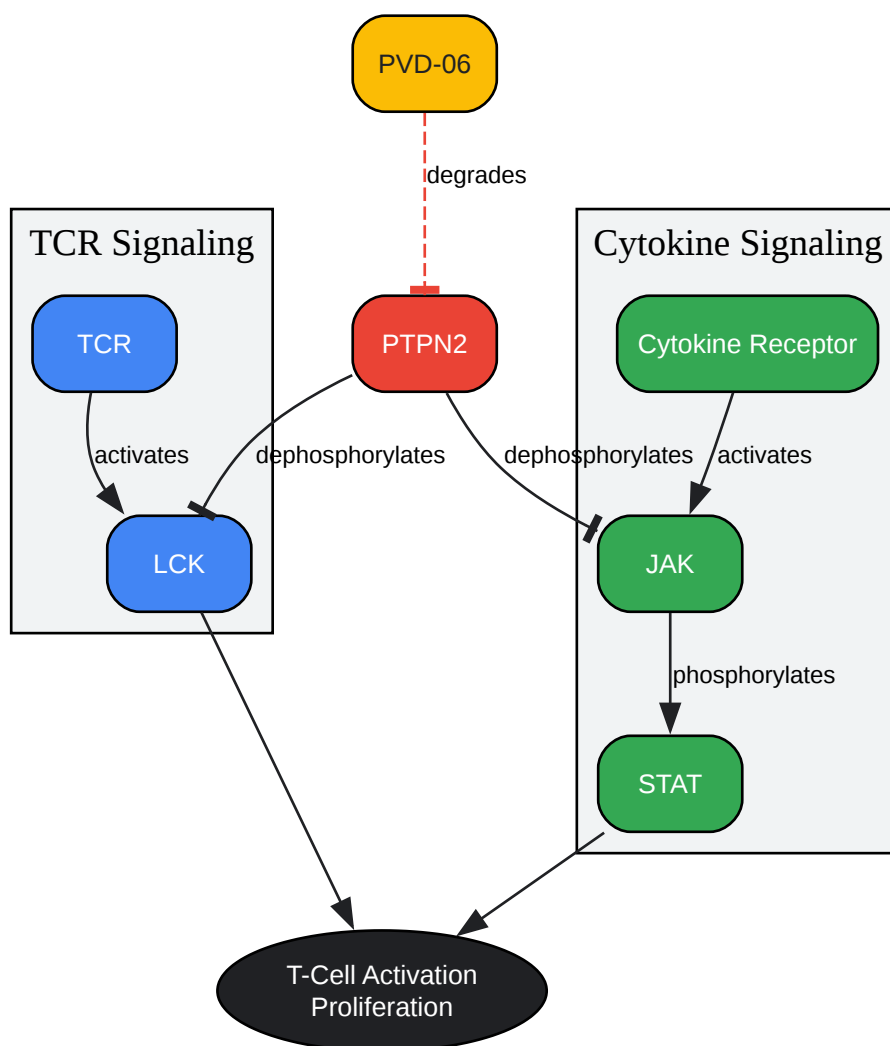 PVD-06
degrades
TCR Signaling
Cytokine Signaling
TCR
PTPN2
Cytokine Receptor
activates
dephosphorylates
dephosphorylates
activates
LCK
JAK
phosphorylates
STAT
T-Cell Activation
Proliferation